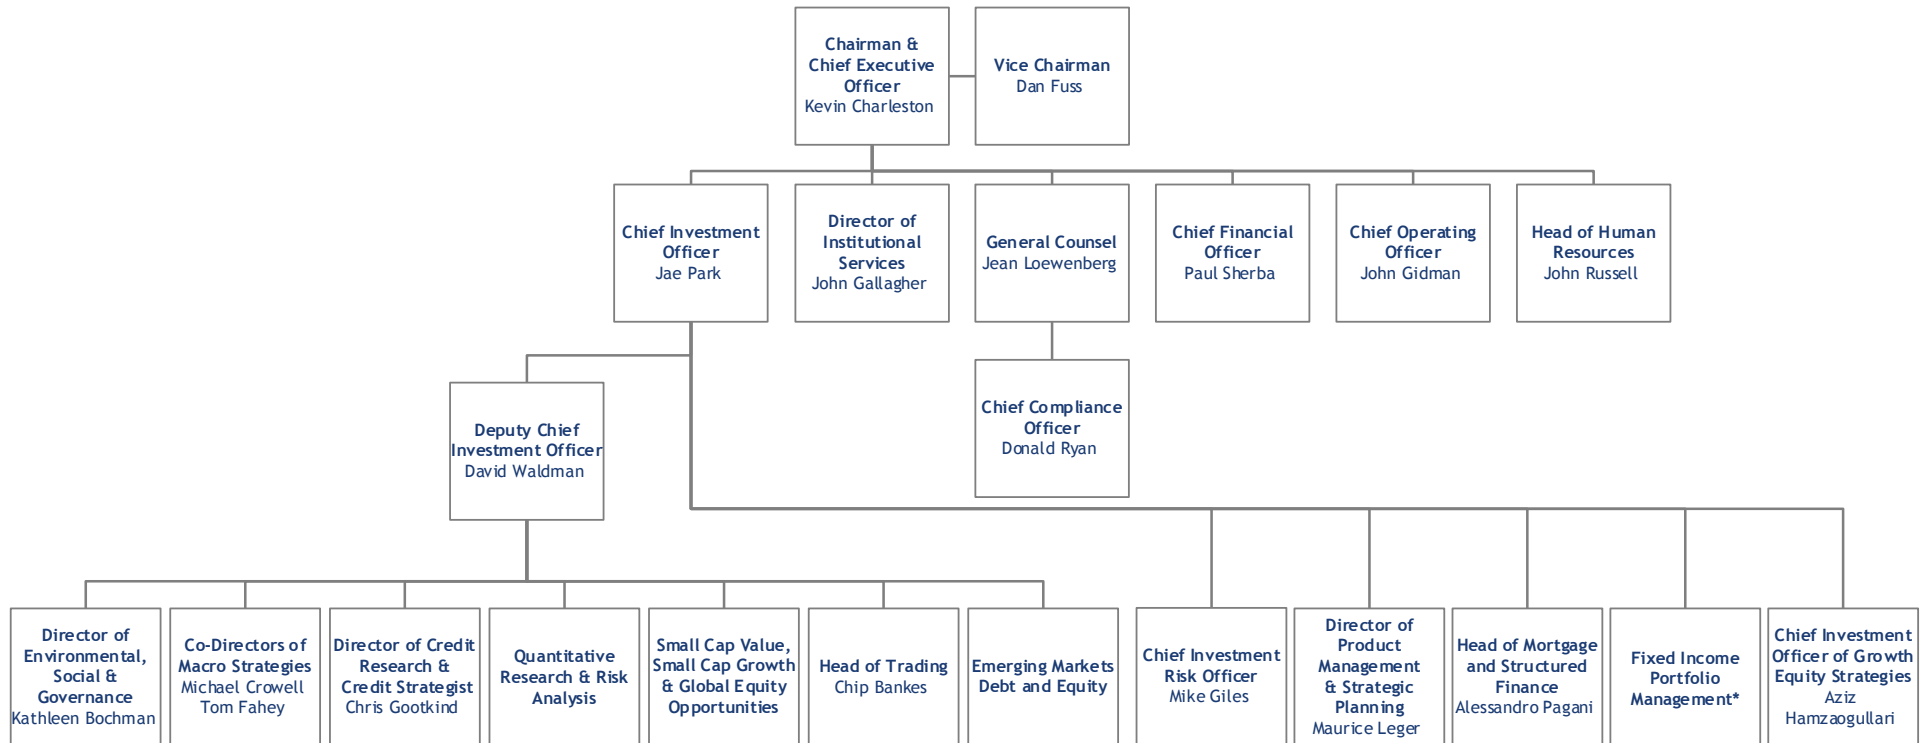 Chairman &
Chief Executive
Officer
Kevin Charleston
Vice Chairman
Dan Fuss
Chief Investment
Officer
Jae Park
Director of
Institutional
Services
John Gallagher
General Counsel
Jean Loewenberg
Chief Financial
Officer
Paul Sherba
Chief Operating
Officer
John Gidman
Head of Human
Resources
John Russell
Deputy Chief
Investment Officer
David Waldman
Chief Compliance
Officer
Donald Ryan
Director of
Environmental,
Social &
Governance
Kathleen Bochman
Co-Directors of
Macro Strategies
Michael Crowell
Tom Fahey
Director of Credit
Research &
Credit Strategist
Chris Gootkind
Quantitative
Research & Risk
Analysis
Small Cap Value,
Small Cap Growth
& Global Equity
Opportunities
Head of Trading
Chip Bankes
Emerging Markets
Debt and Equity
Chief Investment
Risk Officer
Mike Giles
Director of
Product
Management
& Strategic
Planning
Maurice Leger
Head of Mortgage
and Structured
Finance
Alessandro Pagani
Fixed Income
Portfolio
Management*
Chief Investment
Officer of Growth
Equity Strategies
Aziz
Hamzaogullari